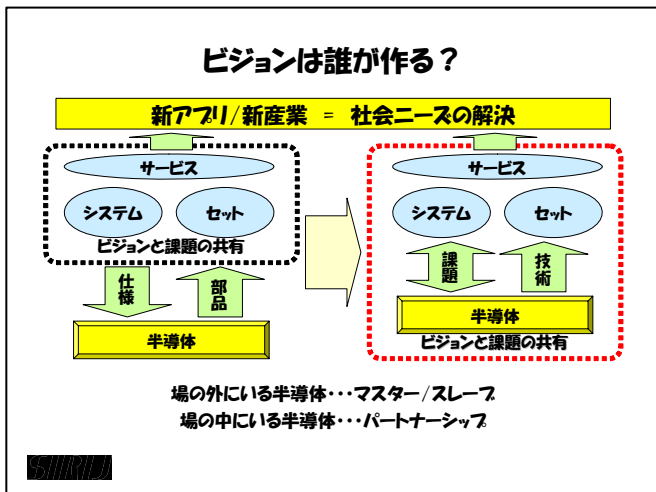 ビジョンは誰が作る？
新アプリ/新産業 = 社会ニーズの解決
サービス
システム セット
ビジョンと課題の共有
仕様 部品
半導体
サービス
システム セット
課題 技術
半導体
ビジョンと課題の共有
場の外にいる半導体･･･マスター/スレーブ
場の中にいる半導体･･･パートナーシップ
SIRIJ